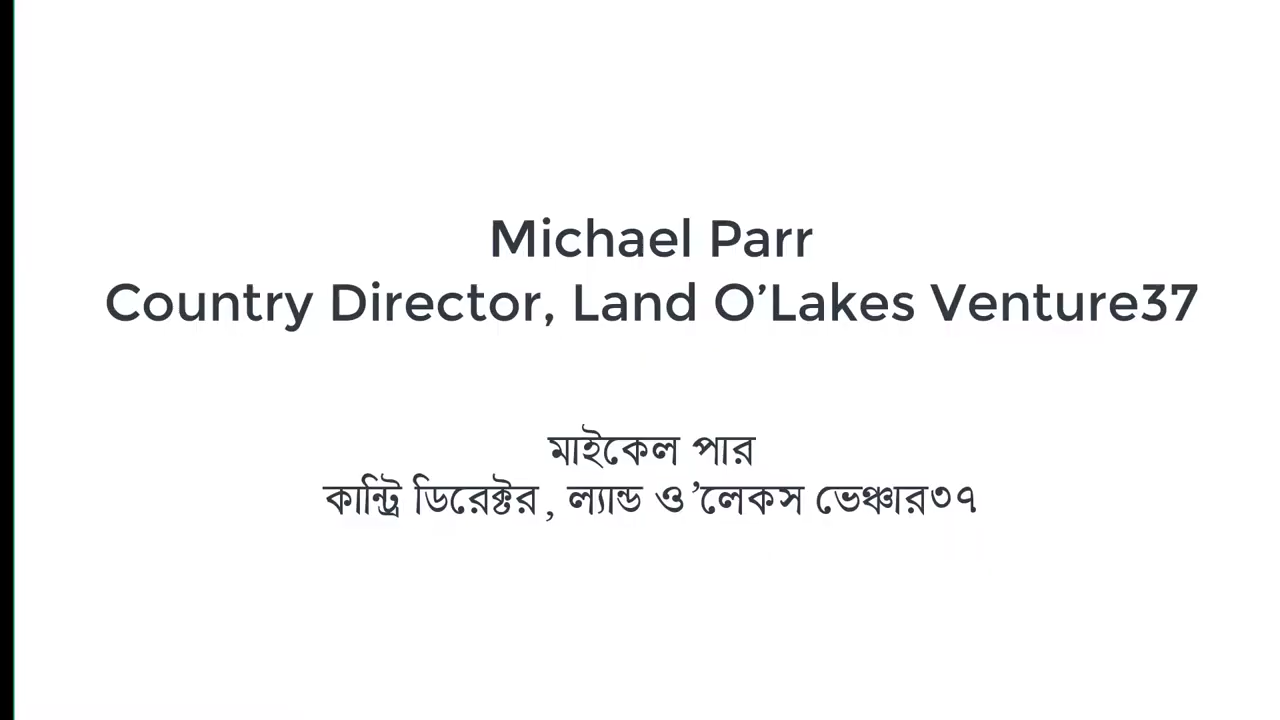 Michael Parr
Country Director, Land O’Lakes Venture37
মাইকেল পার
কান্ট্রি ডিরেক্টর, ল্যান্ড ও’লেকস ভেঞ্চার৩৭